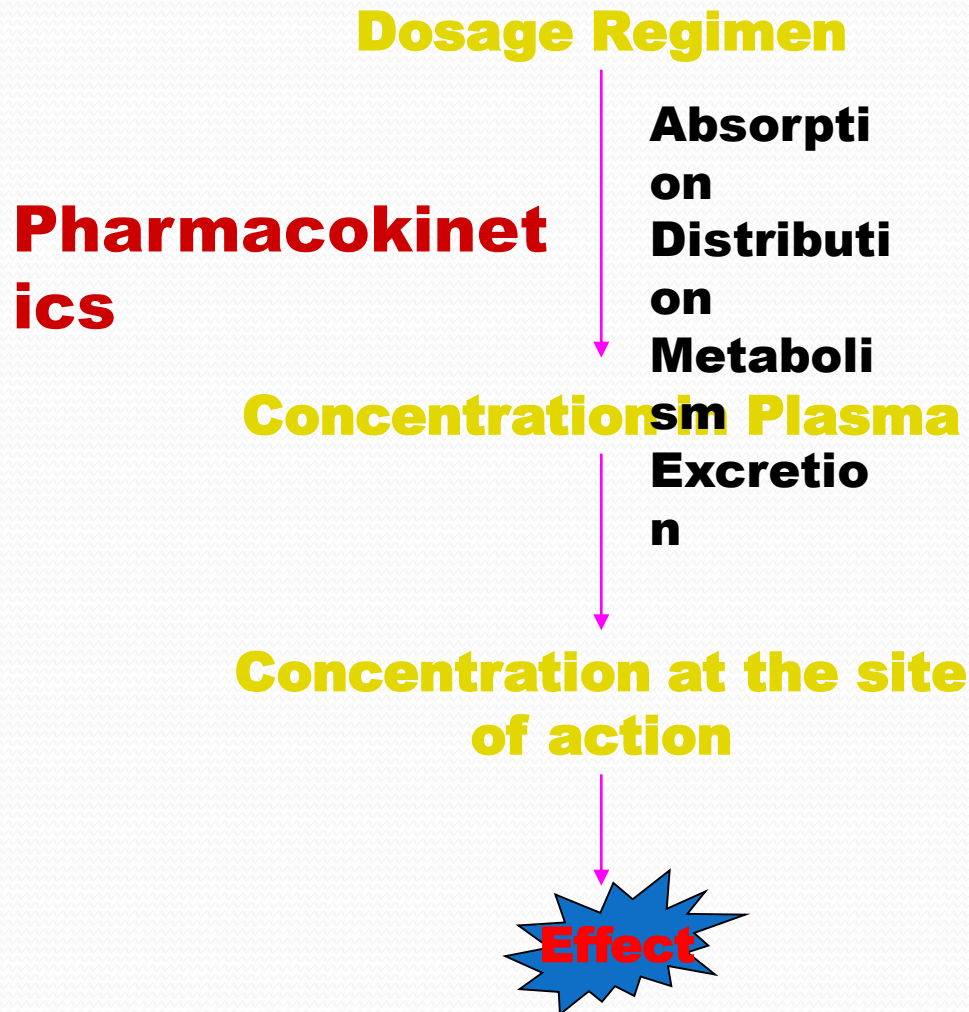 Dosage Regimen
Absorpti
on
Distributi
on
Metaboli
sm
Excretio
n
Pharmacokinet
ics
Concentration in Plasma
Concentration at the site
of action
Effect